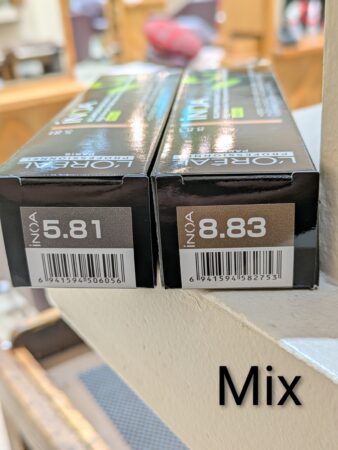 iNOA
L'ORÉAL
PROFESSIONNEL
PARIS
iNOA
L'ORÉAL
PROFESSIONNEL
PARIS
iNOA 5.81
6 941594 506056
iNOA 8.83
6 941594 582753
Mix